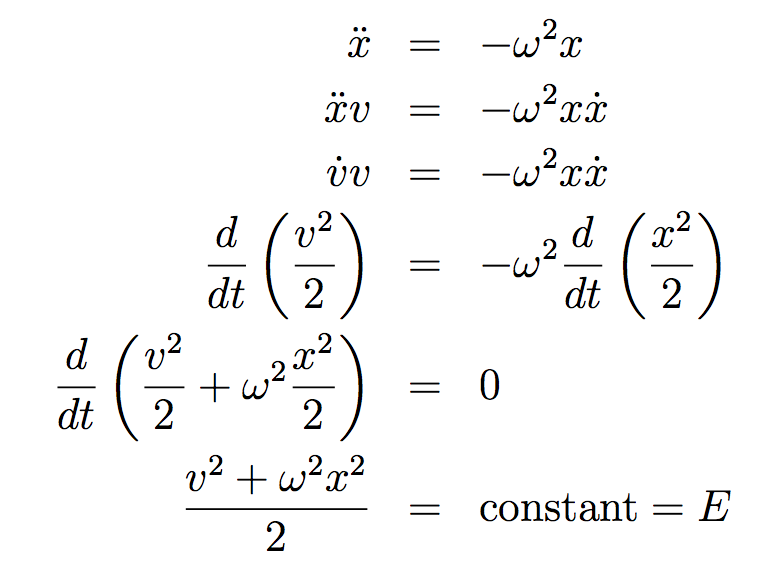 ẍ = −ω²x
ẍv = −ω²xẋ
v̇v = −ω²xẋ
d/dt (v²/2) = −ω² d/dt (x²/2)
d/dt (v²/2 + ω² x²/2) = 0
(v² + ω²x²)/2 = constant = E